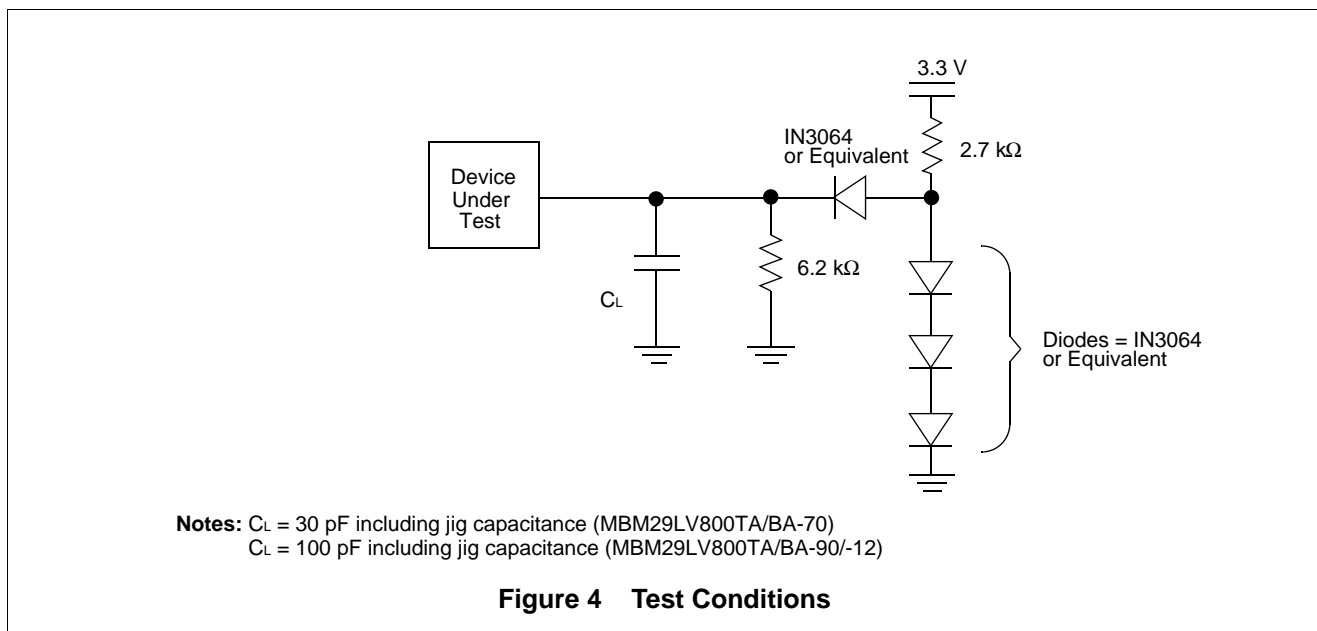 3.3 V
IN3064
or Equivalent
2.7 kΩ
Device
Under
Test
6.2 kΩ
CL
Diodes = IN3064
or Equivalent
Notes: CL = 30 pF including jig capacitance (MBM29LV800TA/BA-70)
CL = 100 pF including jig capacitance (MBM29LV800TA/BA-90/-12)
Figure 4 Test Conditions